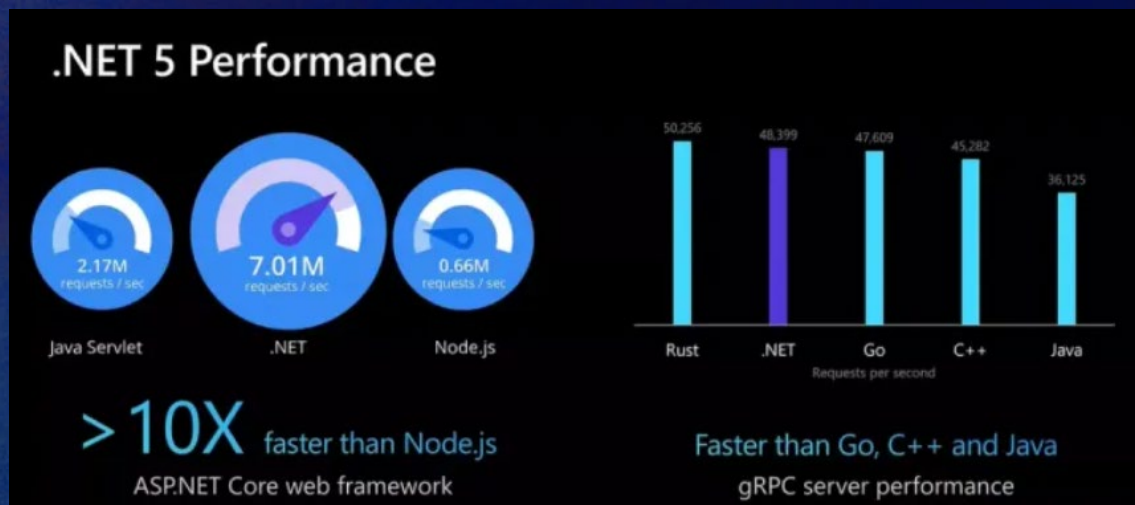 .NET 5 Performance
2.17M
requests / sec
Java Servlet
7.01M
requests / sec
.NET
0.66M
requests / sec
Node.js
>10X faster than Node.js
ASP.NET Core web framework
50,256
48,399
47,609
45,282
36,125
Rust
.NET
Go
C++
Java
Requests per second
Faster than Go, C++ and Java
gRPC server performance